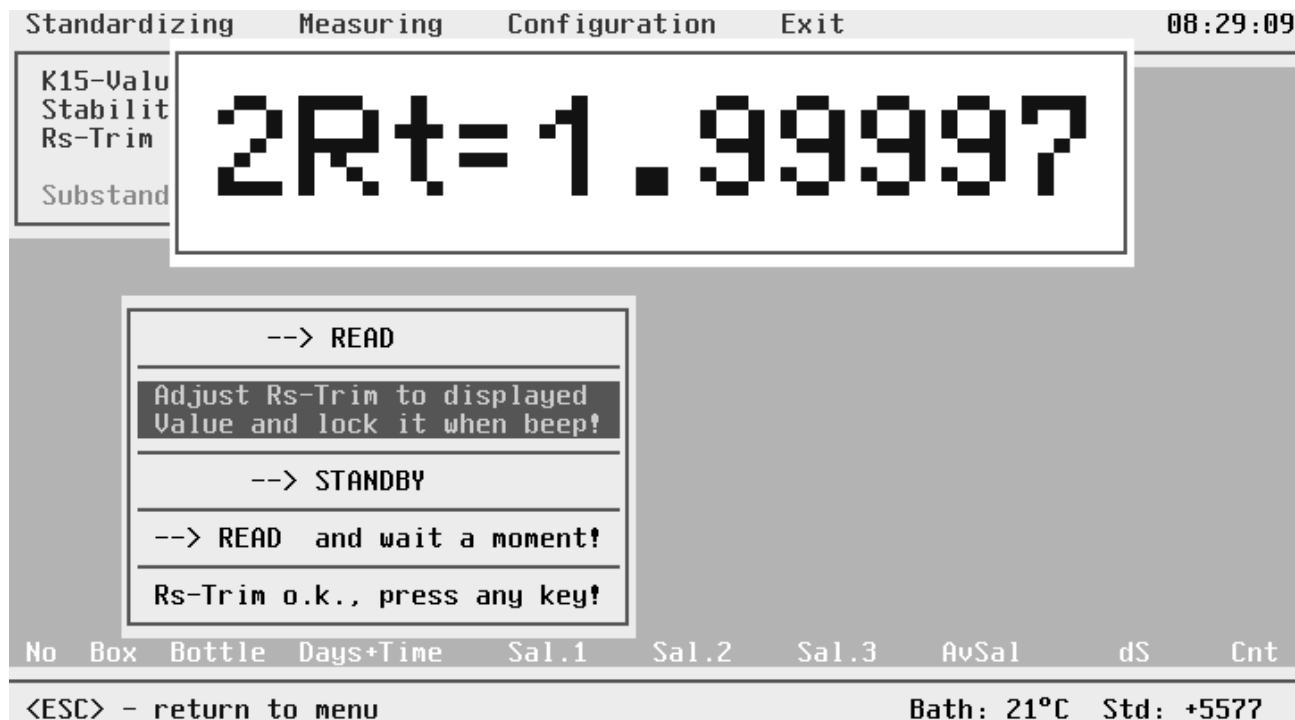 Standardizing Measuring Configuration Exit 08:29:09
K15-Valu
Stabilit
Rs-Trim
Substand
2Rt=1.99997
--> READ
Adjust Rs-Trim to displayed
Value and lock it when beep!
--> STANDBY
--> READ and wait a moment!
Rs-Trim o.k., press any key!
No Box Bottle Days+Time Sal.1 Sal.2 Sal.3 AvSal dS Cnt
<ESC> - return to menu Bath: 21°C Std: +5577